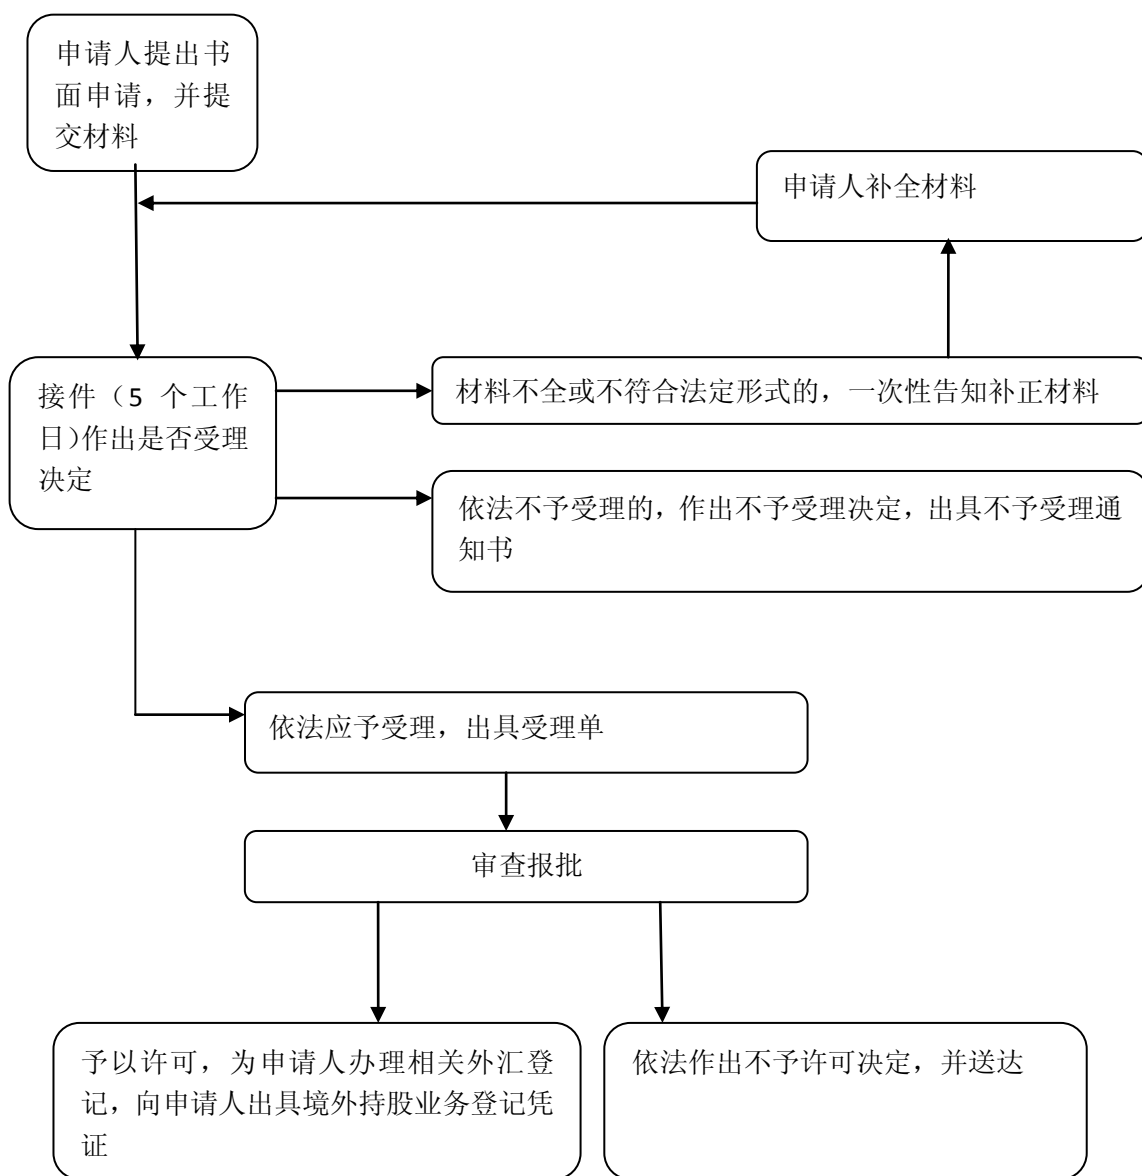 申请人提出书
面申请，并提
交材料
申请人补全材料
接件（5 个工作
日)作出是否受理
决定
材料不全或不符合法定形式的，一次性告知补正材料
依法不予受理的，作出不予受理决定，出具不予受理通
知书
依法应予受理，出具受理单
审查报批
予以许可，为申请人办理相关外汇登
记，向申请人出具境外持股业务登记凭
证
依法作出不予许可决定，并送达